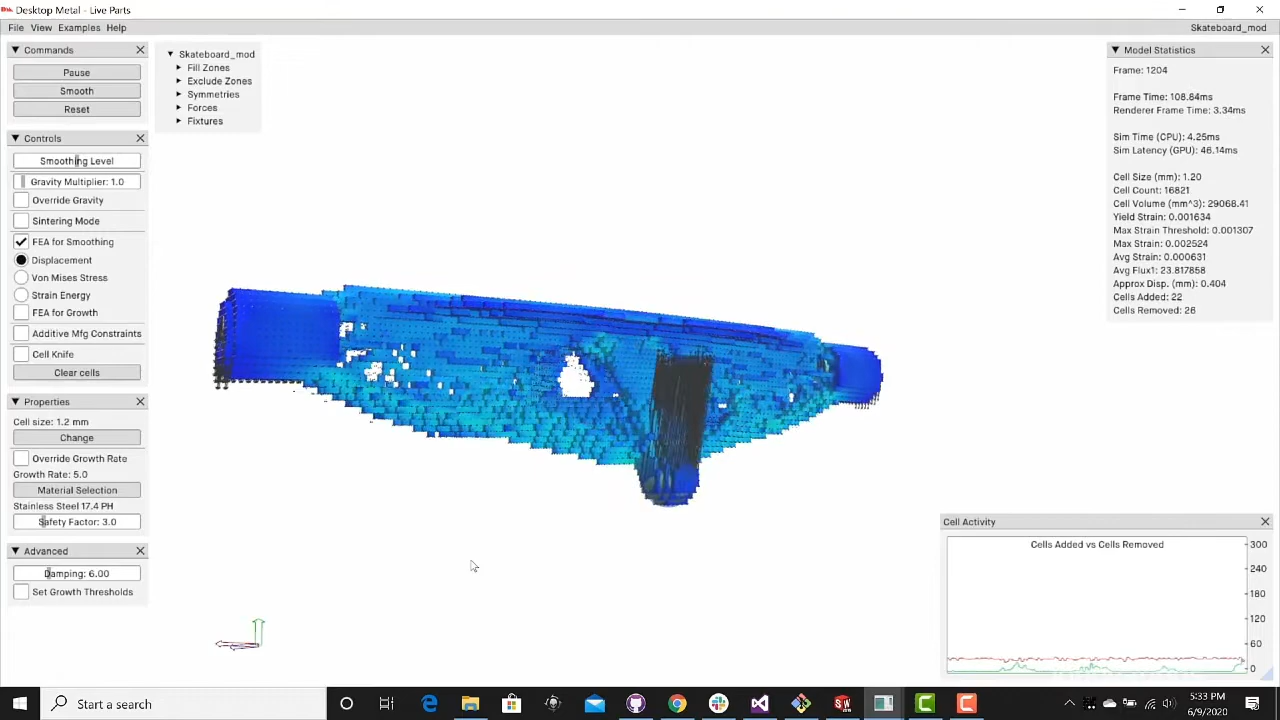 Desktop Metal - Live Parts
File View Examples Help
Skateboard_mod
Commands
Pause
Smooth
Reset
Controls
Smoothing Level
Gravity Multiplier: 1.0
Override Gravity
Sintering Mode
FEA for Smoothing
Displacement
Von Mises Stress
Strain Energy
FEA for Growth
Additive Mfg Constraints
Cell Knife
Clear cells
Properties
Cell size: 1.2 mm
Change
Override Growth Rate
Growth Rate: 5.0
Material Selection
Stainless Steel 17.4 PH
Safety Factor: 3.0
Advanced
Damping: 6.00
Set Growth Thresholds
Skateboard_mod
Fill Zones
Exclude Zones
Symmetries
Forces
Fixtures
Model Statistics
Frame: 1204
Frame Time: 108.84ms
Renderer Frame Time: 3.34ms
Sim Time (CPU): 4.25ms
Sim Latency (GPU): 46.14ms
Cell Size (mm): 1.20
Cell Count: 16821
Cell Volume (mm^3): 29068.41
Yield Strain: 0.001634
Max Strain Threshold: 0.001307
Max Strain: 0.002524
Avg Strain: 0.000631
Avg Flux1: 23.817858
Approx Disp. (mm): 0.404
Cells Added: 22
Cells Removed: 26
Cell Activity
Cells Added vs Cells Removed
300
240
180
120
60
0
Type here to search
5:33 PM
6/9/2020